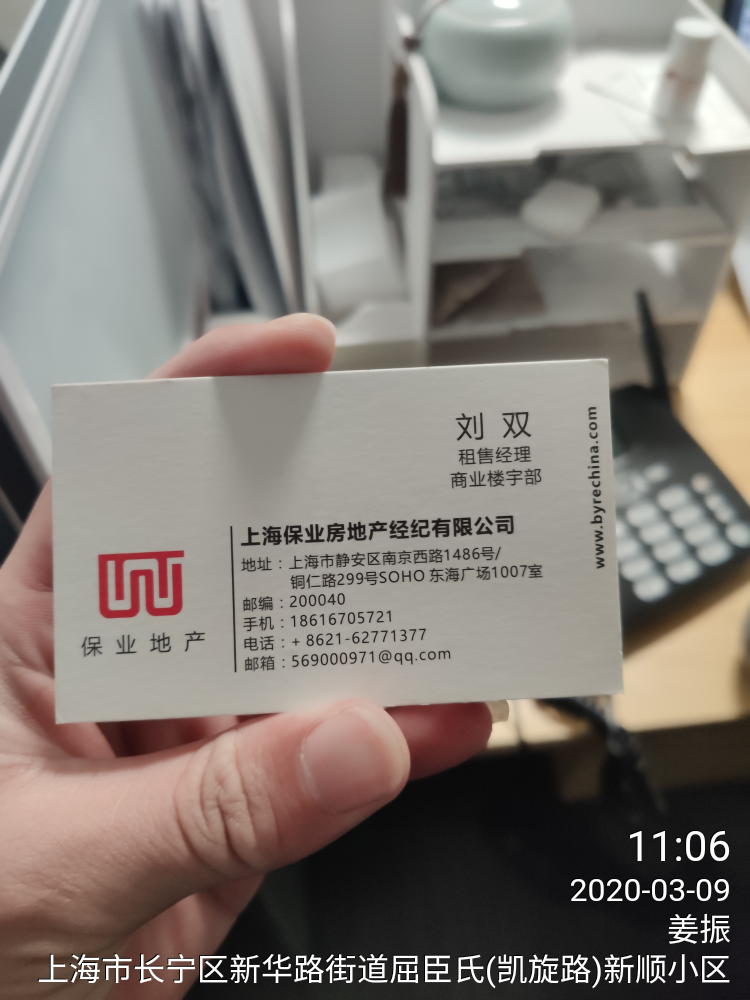 刘 双
租售经理
商业楼宇部
www.byrechina.com
上海保业房地产经纪有限公司
地址：上海市静安区南京西路1486号/
铜仁路299号SOHO 东海广场1007室
邮编：200040
手机：18616705721
电话：+ 8621-62771377
邮箱：569000971@qq.com
保 业 地 产
11:06
2020-03-09
姜振
上海市长宁区新华路街道屈臣氏(凯旋路)新顺小区